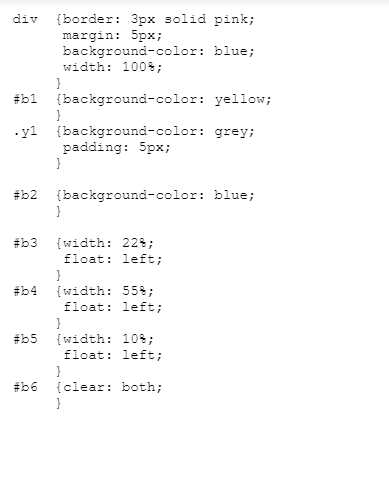 div  {border: 3px solid pink;
      margin: 5px;
      background-color: blue;
      width: 100%;
     }
#b1  {background-color: yellow;
     }
.y1  {background-color: grey;
      padding: 5px;
     }

#b2  {background-color: blue;
     }

#b3  {width: 22%;
      float: left;
     }
#b4  {width: 55%;
      float: left;
     }
#b5  {width: 10%;
      float: left;
     }
#b6  {clear: both;
     }